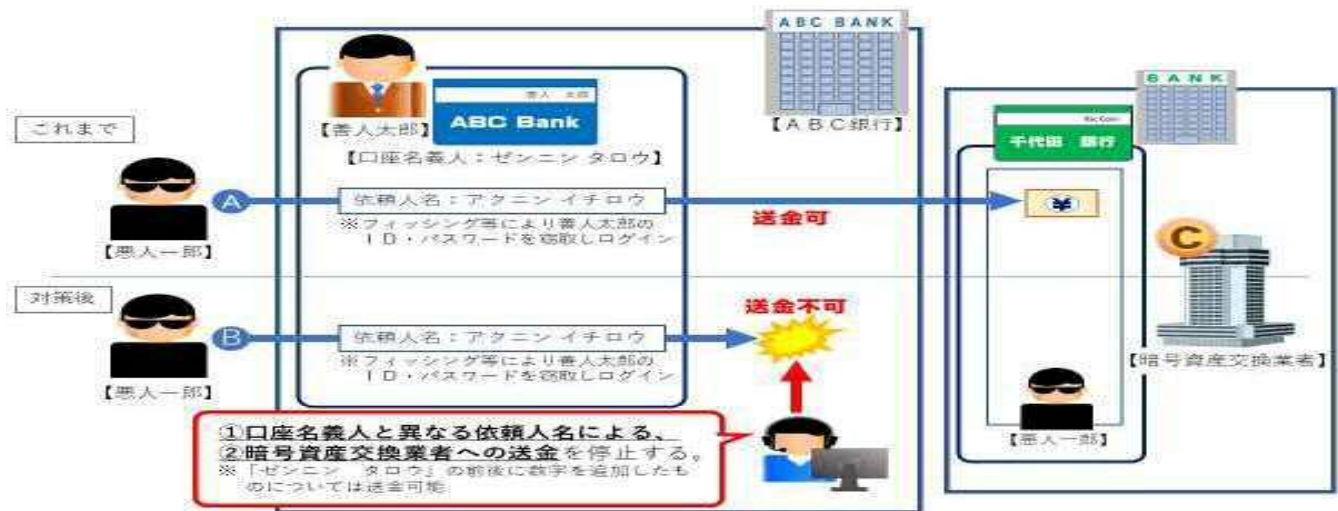 ABC BANK
BANK
善人 太郎
ABC Bank
【善人太郎】
【ABC銀行】
千代田 銀行
【口座名義人：ゼンニン タロウ】
これまで
A
依頼人名：アクニン イチロウ
※フィッシング等により善人太郎の
ID・パスワードを窃取しログイン
送金可
¥
【悪人一郎】
C
対策後
送金不可
B
依頼人名：アクニン イチロウ
※フィッシング等により善人太郎の
ID・パスワードを窃取しログイン
【暗号資産交換業者】
【悪人一郎】
【悪人一郎】
①口座名義人と異なる依頼人名による、
②暗号資産交換業者への送金を停止する。
※「ゼンニン タロウ」の前後に数字を追加したも
のについては送金可能